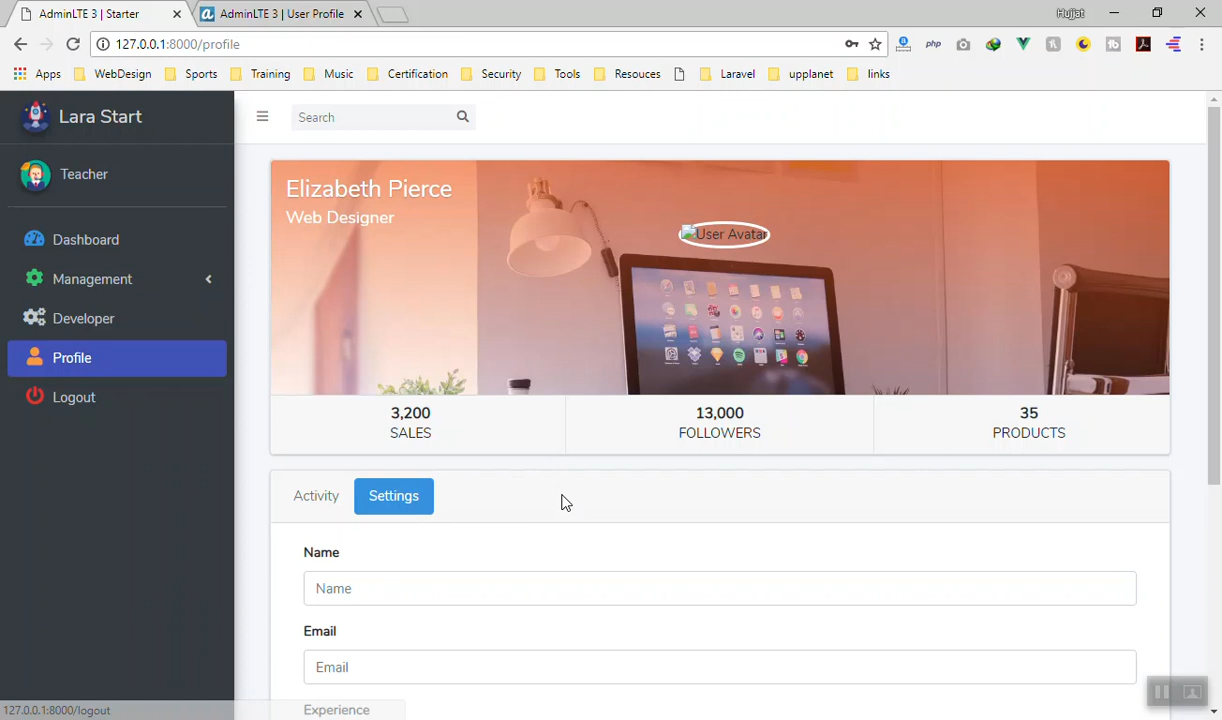 AdminLTE 3 | Starter
AdminLTE 3 | User Profile
Hujjat
127.0.0.1:8000/profile
php
Apps
WebDesign
Sports
Training
Music
Certification
Security
Tools
Resouces
Laravel
upplanet
links
Lara Start
Search
Teacher
Elizabeth Pierce
Web Designer
User Avatar
Dashboard
Management
Developer
Profile
Logout
3,200
13,000
35
SALES
FOLLOWERS
PRODUCTS
Activity
Settings
Name
Name
Email
Email
Experience
127.0.0.1:8000/logout